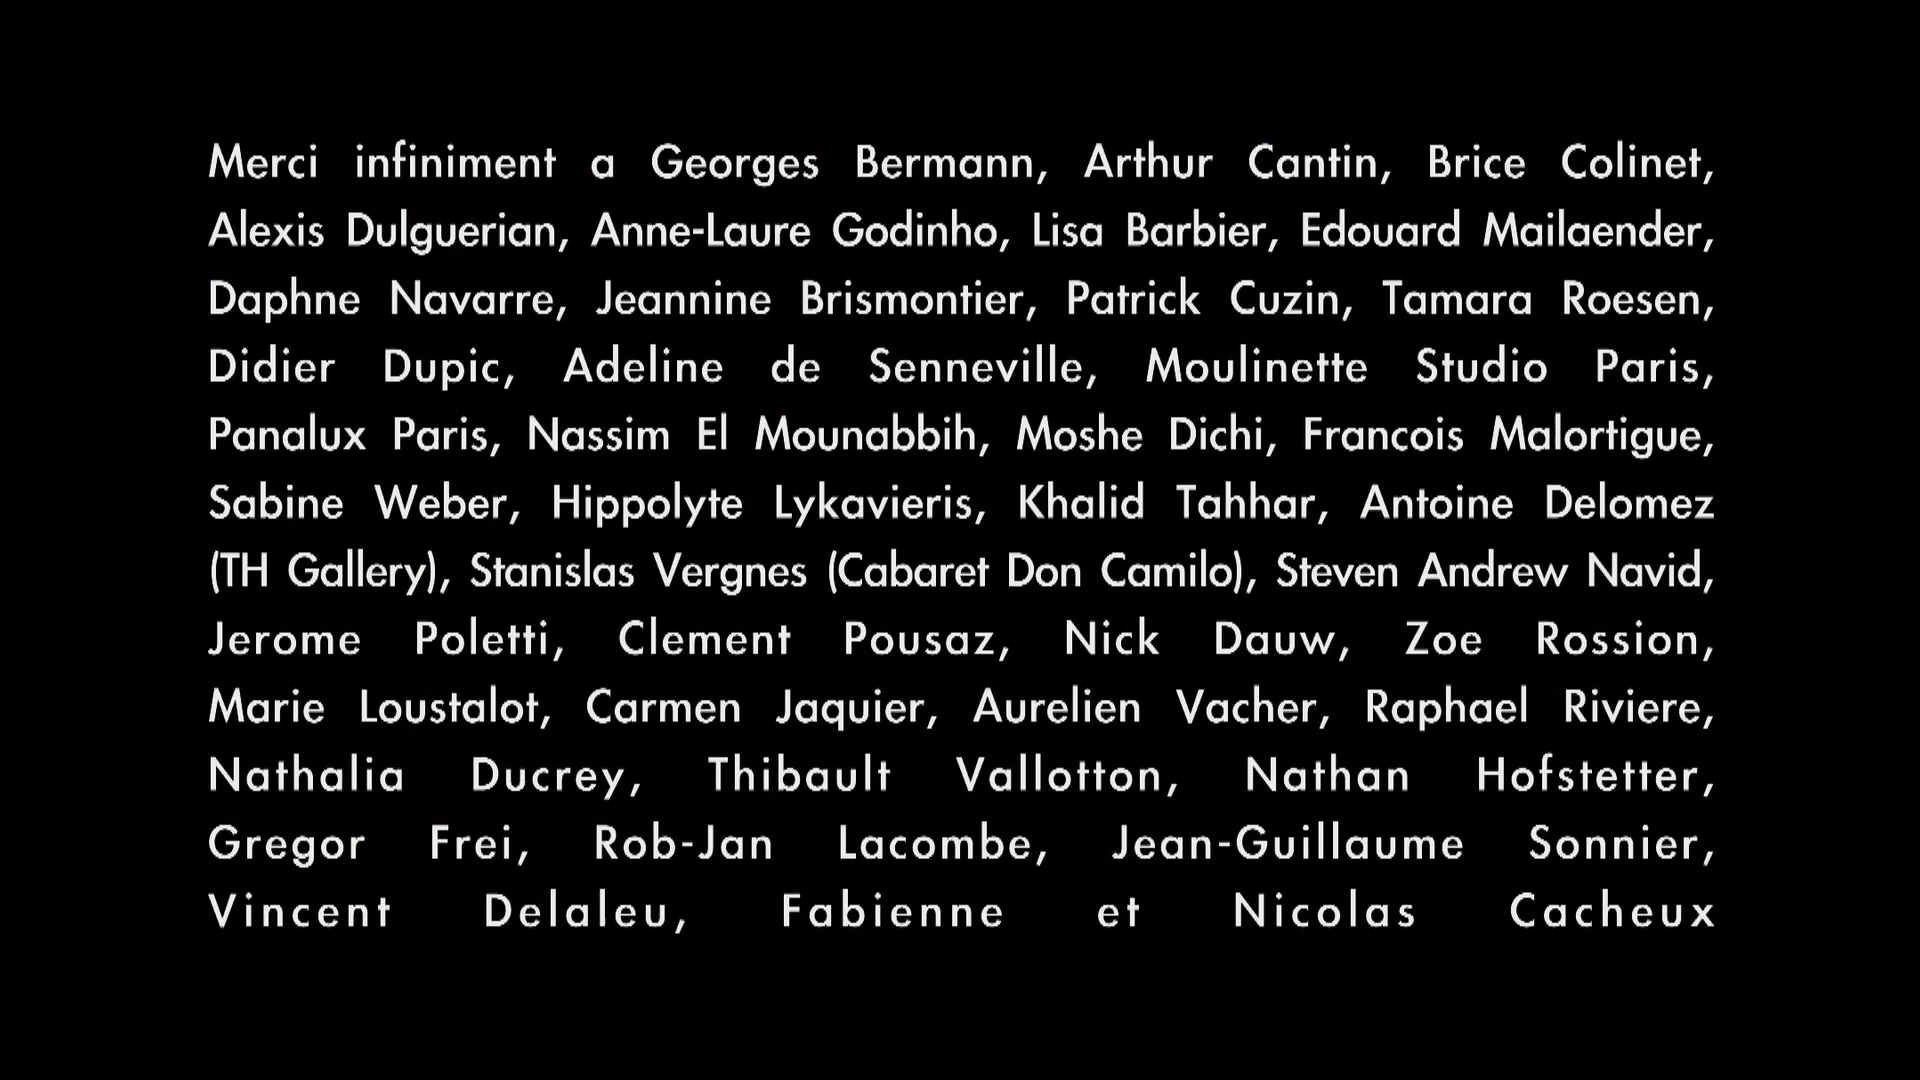 Merci infiniment a Georges Bermann, Arthur Cantin, Brice Colinet,
Alexis Dulguerian, Anne-Laure Godinho, Lisa Barbier, Edouard Mailaender,
Daphne Navarre, Jeannine Brismontier, Patrick Cuzin, Tamara Roesen,
Didier Dupic, Adeline de Senneville, Moulinette Studio Paris,
Panalux Paris, Nassim El Mounabbih, Moshe Dichi, Francois Malortigue,
Sabine Weber, Hippolyte Lykavieris, Khalid Tahhar, Antoine Delomez
(TH Gallery), Stanislas Vergnes (Cabaret Don Camilo), Steven Andrew Navid,
Jerome Poletti, Clement Pousaz, Nick Dauw, Zoe Rossion,
Marie Loustalot, Carmen Jaquier, Aurelien Vacher, Raphael Riviere,
Nathalia Ducrey, Thibault Vallotton, Nathan Hofstetter,
Gregor Frei, Rob-Jan Lacombe, Jean-Guillaume Sonnier,
Vincent Delaleu, Fabienne et Nicolas Cacheux